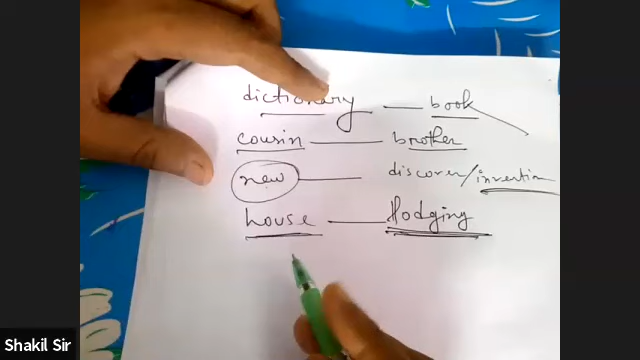 dictionary — book
cousin — brother
new — discover/invention
house — lodging
Shakil Sir